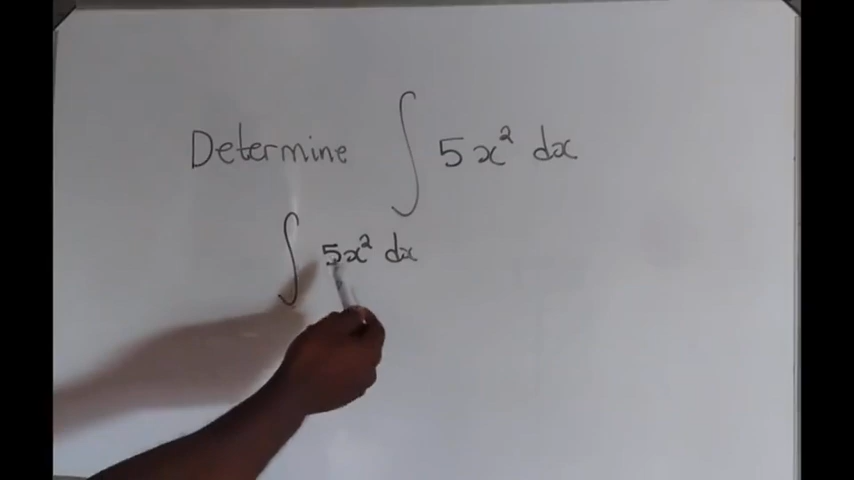 Determine ∫ 5x² dx
∫ 5x² dx